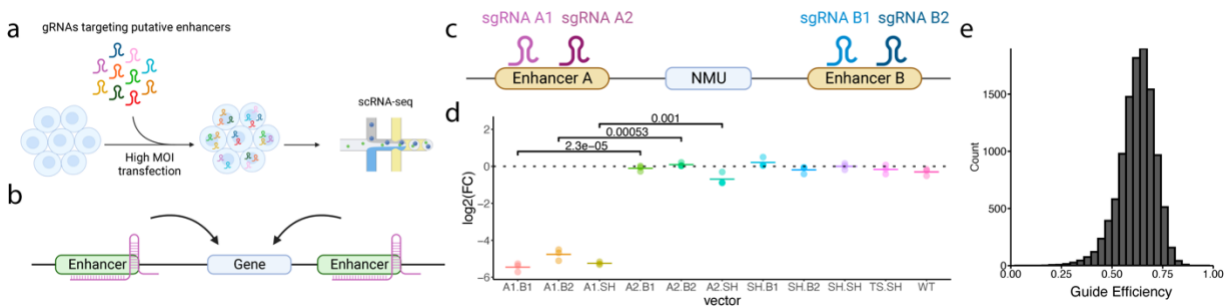 a
gRNAs targeting putative enhancers
High MOI
transfection
scRNA-seq
b
Enhancer
Gene
Enhancer
c
sgRNA A1
sgRNA A2
sgRNA B1
sgRNA B2
Enhancer A
NMU
Enhancer B
d
log2(FC)
2
0
−2
−4
−6
0.001
0.00053
2.3e−05
A1.B1
A1.B2
A1.SH
A2.B1
A2.B2
A2.SH
SH.B1
SH.B2
SH.SH
TS.SH
WT
vector
e
Count
1500
1000
500
0
0.00
0.25
0.50
0.75
1.00
Guide Efficiency